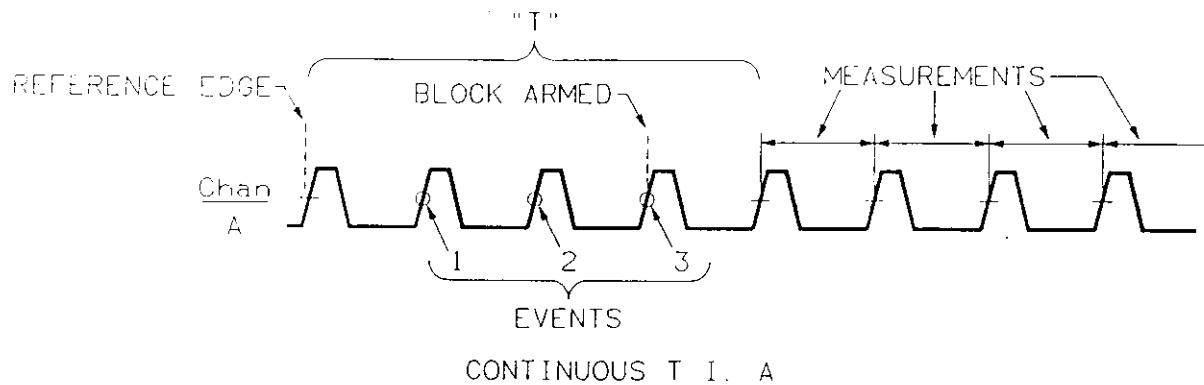 "T"
REFERENCE EDGE
BLOCK ARMED
MEASUREMENTS
Chan
A
1 2 3
EVENTS
CONTINUOUS T I. A